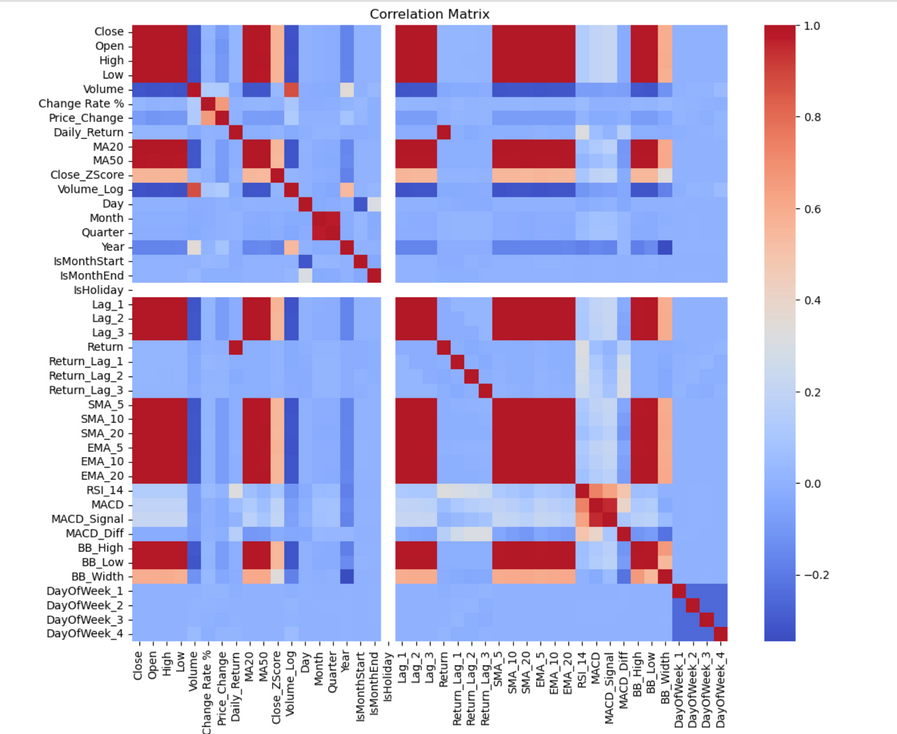 Correlation Matrix
Close
Open
High
Low
Volume
Change Rate %
Price_Change
Daily_Return
MA20
MA50
Close_ZScore
Volume_Log
Day
Month
Quarter
Year
IsMonthStart
IsMonthEnd
IsHoliday
Lag_1
Lag_2
Lag_3
Return
Return_Lag_1
Return_Lag_2
Return_Lag_3
SMA_5
SMA_10
SMA_20
EMA_5
EMA_10
EMA_20
RSI_14
MACD
MACD_Signal
MACD_Diff
BB_High
BB_Low
BB_Width
DayOfWeek_1
DayOfWeek_2
DayOfWeek_3
DayOfWeek_4
Close
Open
High
Low
Volume
Change Rate %
Price_Change
Daily_Return
MA20
MA50
Close_ZScore
Volume_Log
Day
Month
Quarter
Year
IsMonthStart
IsMonthEnd
IsHoliday
Lag_1
Lag_2
Lag_3
Return
Return_Lag_1
Return_Lag_2
Return_Lag_3
SMA_5
SMA_10
SMA_20
EMA_5
EMA_10
EMA_20
RSI_14
MACD
MACD_Signal
MACD_Diff
BB_High
BB_Low
BB_Width
DayOfWeek_1
DayOfWeek_2
DayOfWeek_3
DayOfWeek_4
1.0
0.8
0.6
0.4
0.2
0.0
−0.2